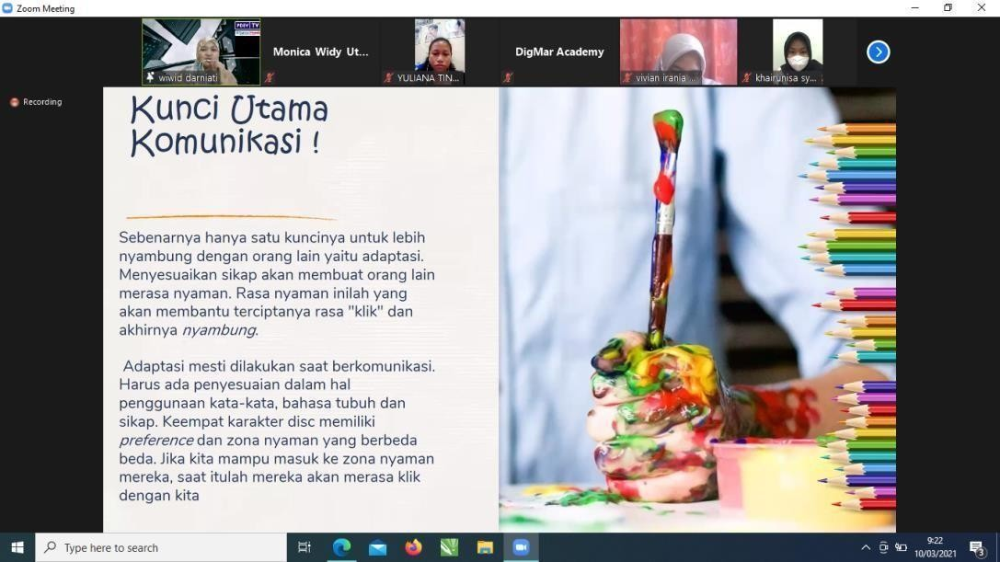 Zoom Meeting
wiwid darniati
Monica Widy Ut...
YULIANA TIN...
DigMar Academy
vivian irania ...
khairunisa sy...
Recording
Kunci Utama
Komunikasi !
Sebenarnya hanya satu kuncinya untuk lebih
nyambung dengan orang lain yaitu adaptasi.
Menyesuaikan sikap akan membuat orang lain
merasa nyaman. Rasa nyaman inilah yang
akan membantu terciptanya rasa "klik" dan
akhirnya nyambung.
Adaptasi mesti dilakukan saat berkomunikasi.
Harus ada penyesuaian dalam hal
penggunaan kata-kata, bahasa tubuh dan
sikap. Keempat karakter disc memiliki
preference dan zona nyaman yang berbeda
beda. Jika kita mampu masuk ke zona nyaman
mereka, saat itulah mereka akan merasa klik
dengan kita
Type here to search
9:22
10/03/2021
3